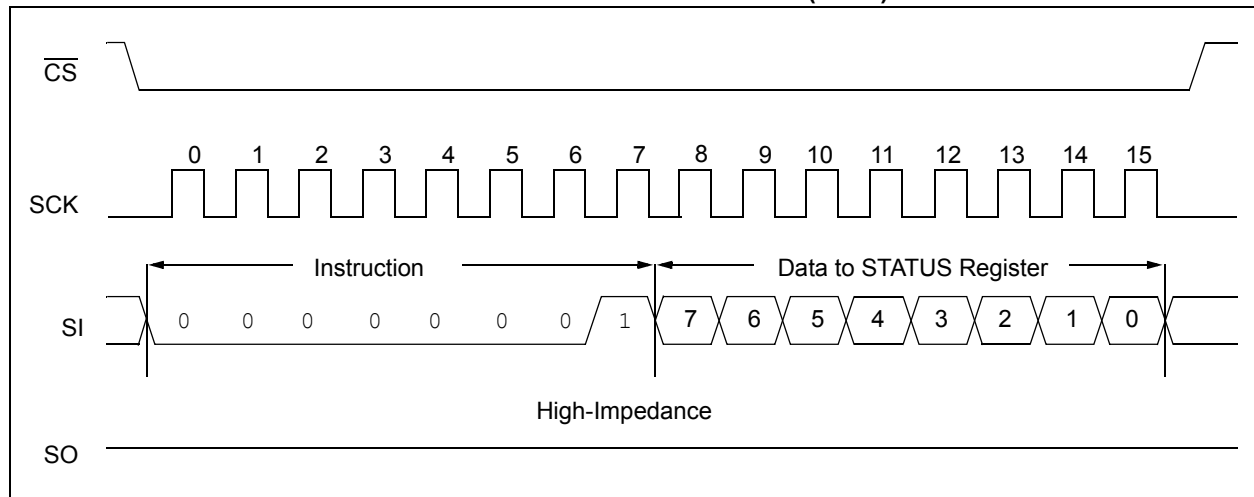 CS
0 1 2 3 4 5 6 7 8 9 10 11 12 13 14 15
SCK
Instruction Data to STATUS Register
SI 0 0 0 0 0 0 0 1 7 6 5 4 3 2 1 0
High-Impedance
SO